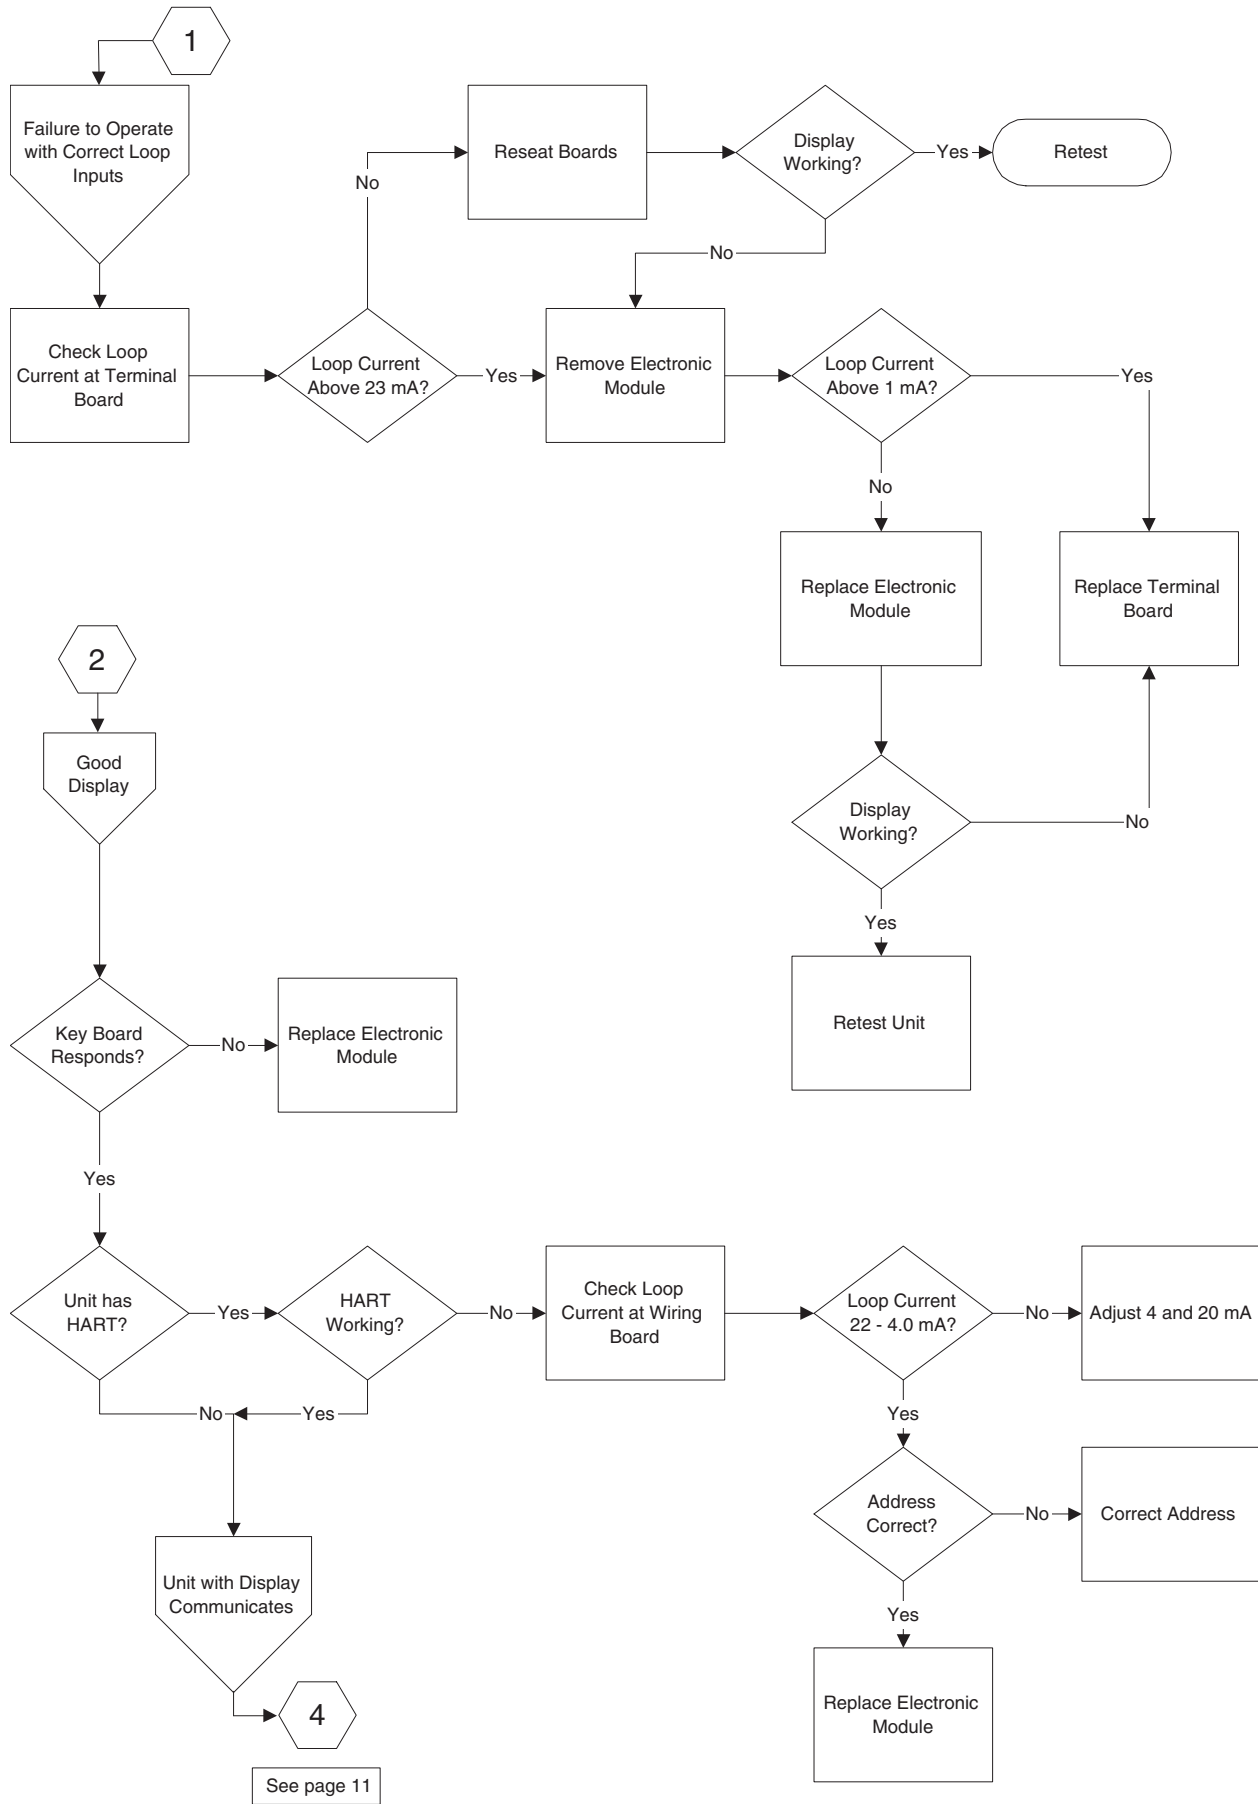 1
Failure to Operate
with Correct Loop
Inputs
Reseat Boards
Display
Working?
Yes
Retest
No
No
Check Loop
Current at Terminal
Board
Loop Current
Above 23 mA?
Yes
Remove Electronic
Module
Loop Current
Above 1 mA?
Yes
No
Replace Electronic
Module
Replace Terminal
Board
2
Good
Display
Display
Working?
No
Yes
Retest Unit
Key Board
Responds?
No
Replace Electronic
Module
Yes
Unit has
HART?
Yes
HART
Working?
No
Check Loop
Current at Wiring
Board
Loop Current
22 - 4.0 mA?
No
Adjust 4 and 20 mA
No
Yes
Yes
Address
Correct?
No
Correct Address
Unit with Display
Communicates
Yes
Replace Electronic
Module
4
See page 11